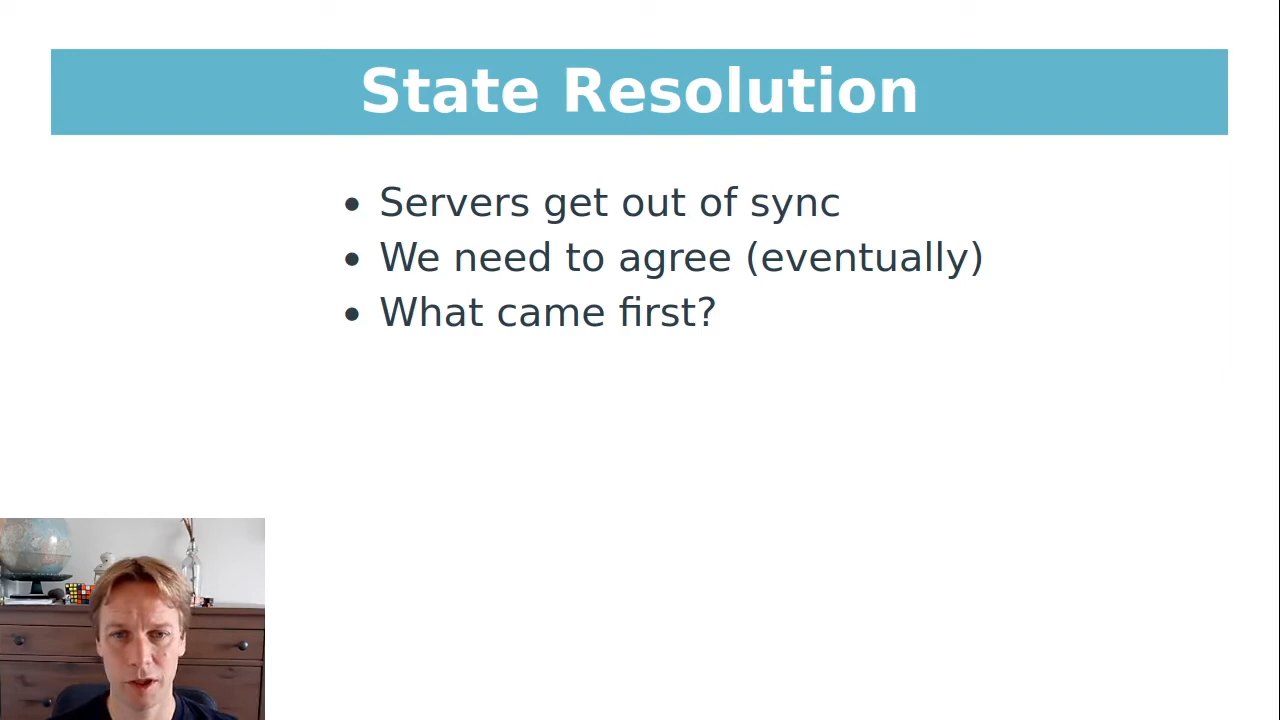 State Resolution
Servers get out of sync
We need to agree (eventually)
What came first?